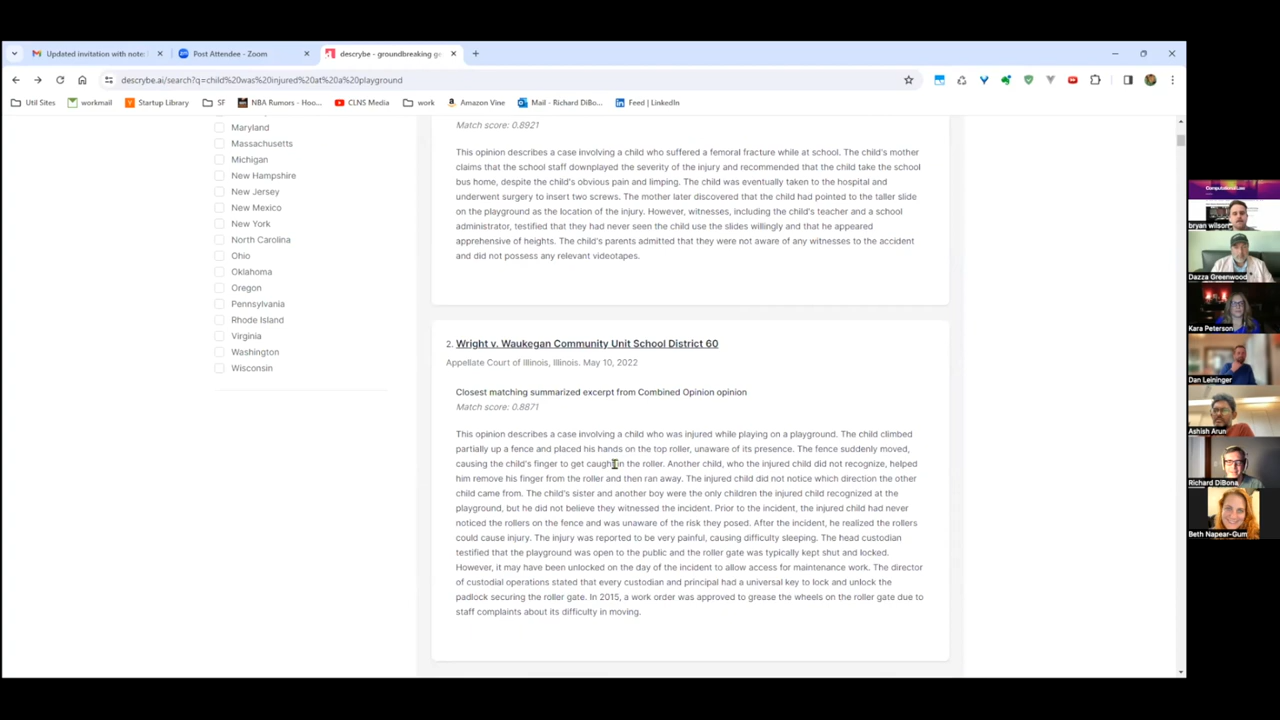 Updated invitation with note:
Post Attendee - Zoom
descrybe - groundbreaking ge
descrybe.ai/search?q=child%20was%20injured%20at%20a%20playground
Util Sites
workmail
Startup Library
SF
NBA Rumors - Hoo...
CLNS Media
work
Amazon Vine
Mail - Richard DiBo...
Feed | LinkedIn
Maryland
Massachusetts
Michigan
New Hampshire
New Jersey
New Mexico
New York
North Carolina
Ohio
Oklahoma
Oregon
Pennsylvania
Rhode Island
Virginia
Washington
Wisconsin
Match score: 0.8921
This opinion describes a case involving a child who suffered a femoral fracture while at school. The child's mother
claims that the school staff downplayed the severity of the injury and recommended that the child take the school
bus home, despite the child's obvious pain and limping. The child was eventually taken to the hospital and
underwent surgery to insert two screws. The mother later discovered that the child had pointed to the taller slide
on the playground as the location of the injury. However, witnesses, including the child's teacher and a school
administrator, testified that they had never seen the child use the slides willingly and that he appeared
apprehensive of heights. The child's parents admitted that they were not aware of any witnesses to the accident
and did not possess any relevant videotapes.
2. Wright v. Waukegan Community Unit School District 60
Appellate Court of Illinois, Illinois. May 10, 2022
Closest matching summarized excerpt from Combined Opinion opinion
Match score: 0.8871
This opinion describes a case involving a child who was injured while playing on a playground. The child climbed
partially up a fence and placed his hands on the top roller, unaware of its presence. The fence suddenly moved,
causing the child's finger to get caught in the roller. Another child, who the injured child did not recognize, helped
him remove his finger from the roller and then ran away. The injured child did not notice which direction the other
child came from. The child's sister and another boy were the only children the injured child recognized at the
playground, but he did not believe they witnessed the incident. Prior to the incident, the injured child had never
noticed the rollers on the fence and was unaware of the risk they posed. After the incident, he realized the rollers
could cause injury. The injury was reported to be very painful, causing difficulty sleeping. The head custodian
testified that the playground was open to the public and the roller gate was typically kept shut and locked.
However, it may have been unlocked on the day of the incident to allow access for maintenance work. The director
of custodial operations stated that every custodian and principal had a universal key to lock and unlock the
padlock securing the roller gate. In 2015, a work order was approved to grease the wheels on the roller gate due to
staff complaints about its difficulty in moving.
Computational Law
bryan wilson
Dazza Greenwood
Kara Peterson
Dan Leininger
Ashish Arun
Richard DiBona
Beth Napear-Gum